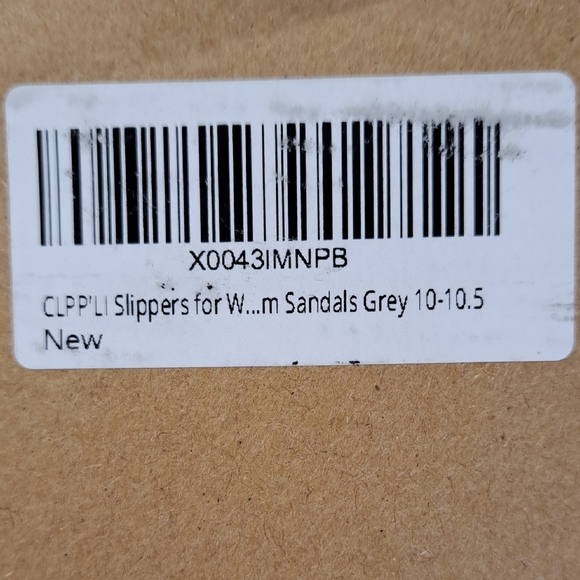 X0043IMNPB
CLPP'LI Slippers for W...m Sandals Grey 10-10.5
New